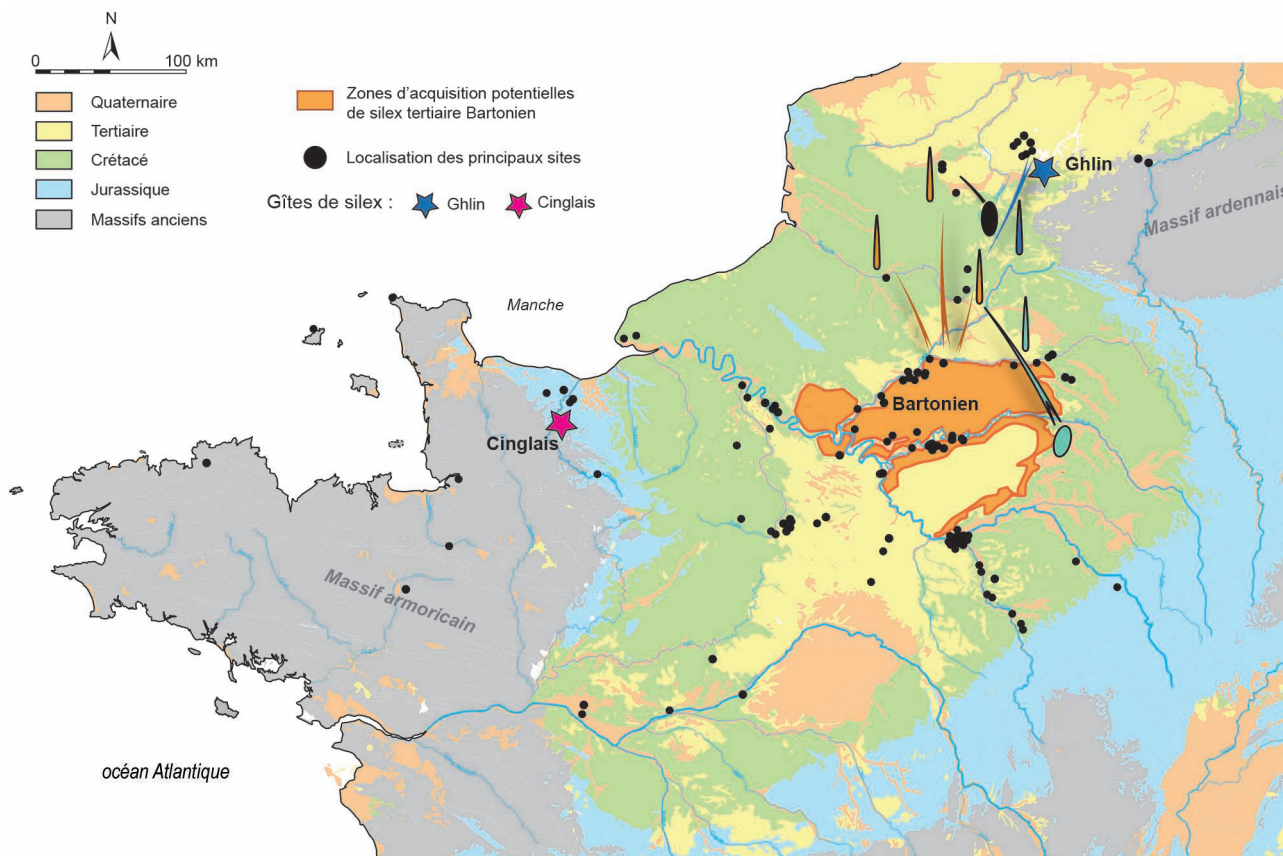 N
0 100 km
Quaternaire
Tertiaire
Crétacé
Jurassique
Massifs anciens
Zones d'acquisition potentielles
de silex tertiaire Bartonien
Localisation des principaux sites
Gîtes de silex : Ghlin Cinglais
Ghlin
Massif ardennais
Manche
Bartonien
Cinglais
Massif armoricain
océan Atlantique